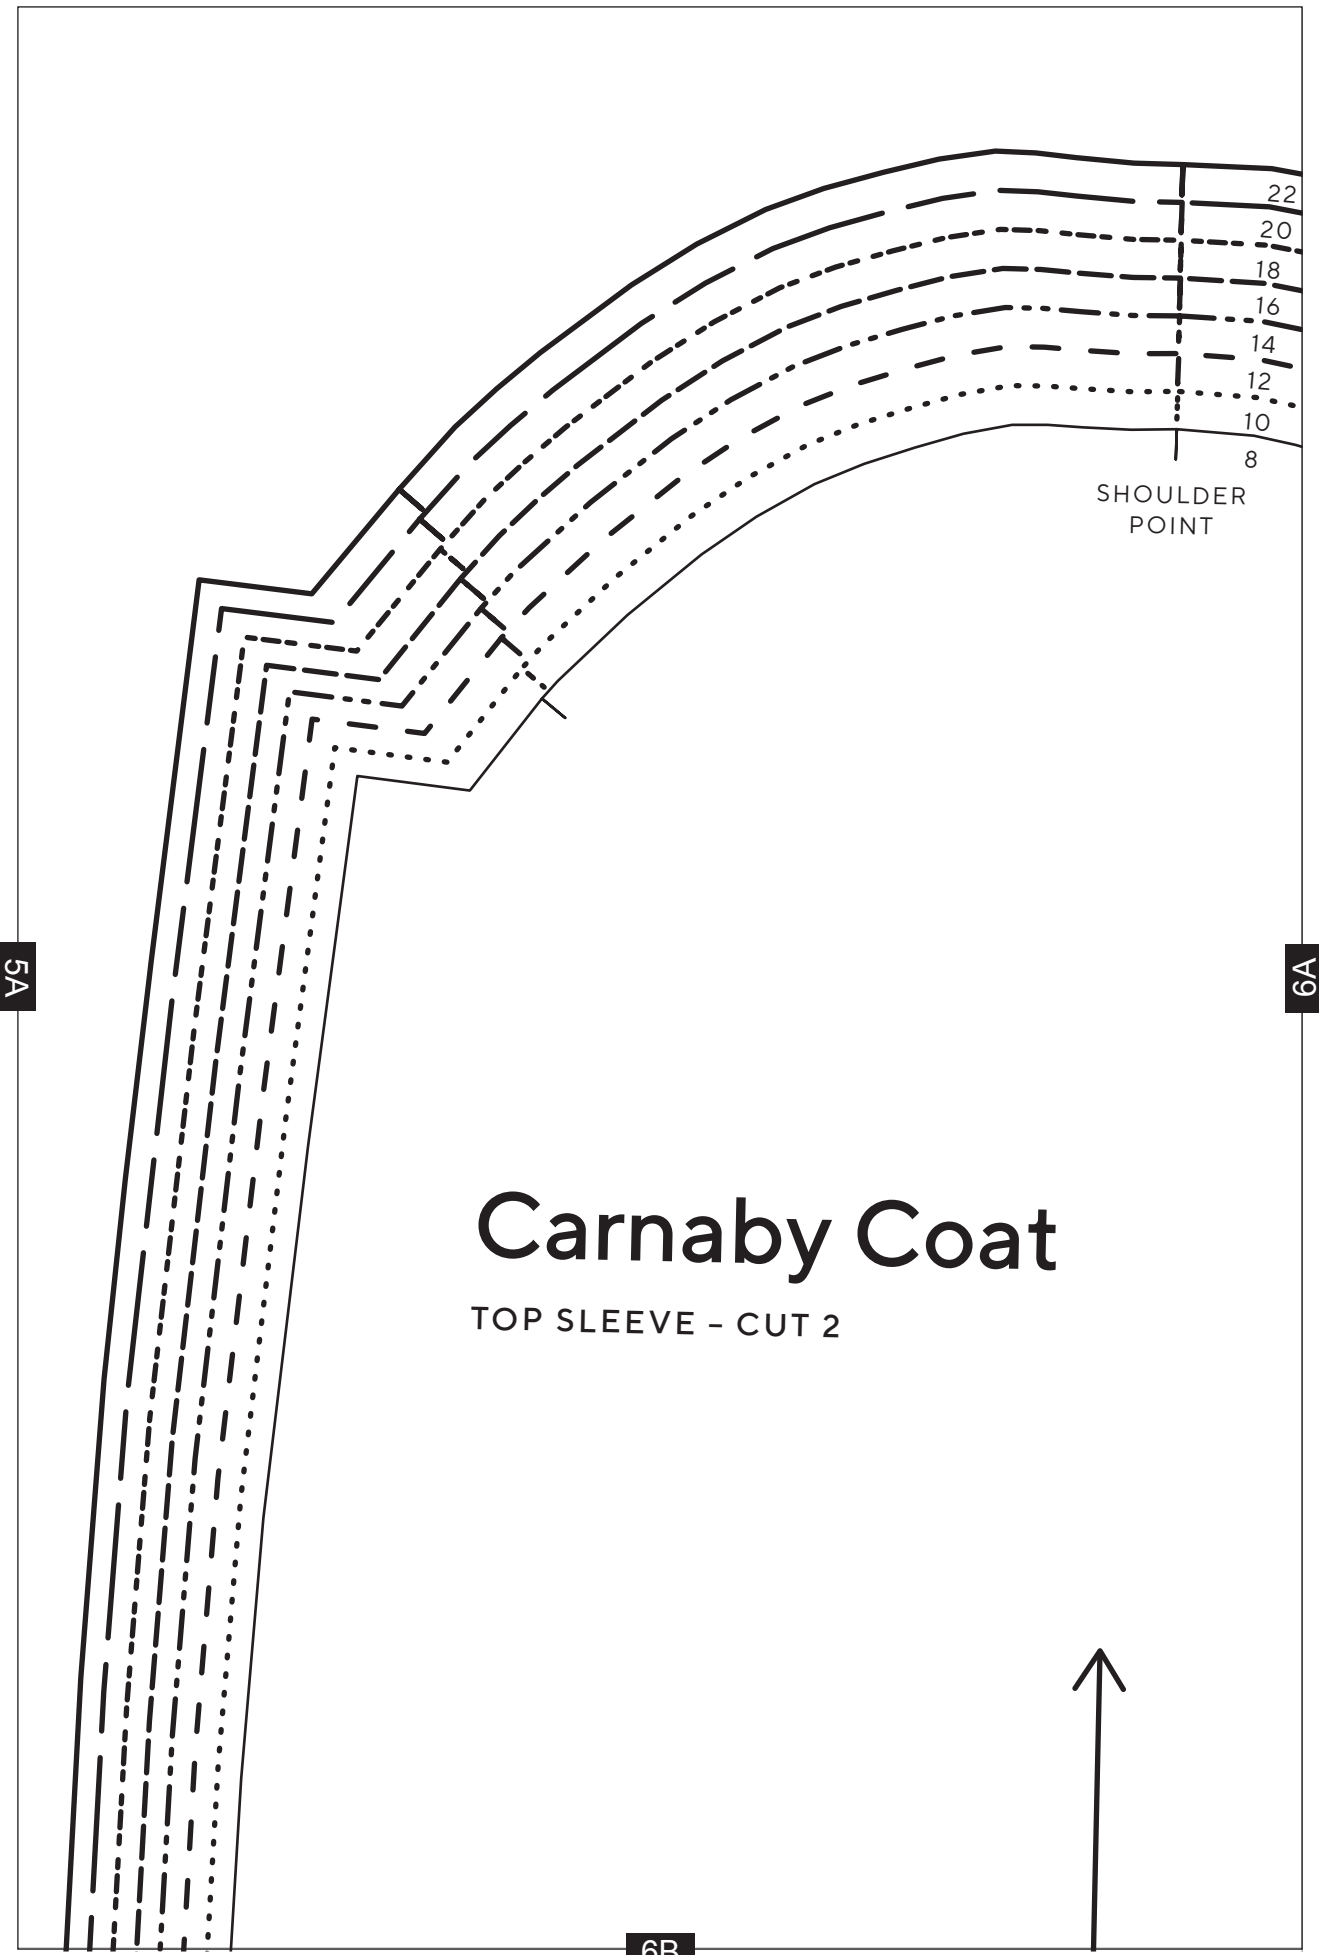 22
20
18
16
14
12
10
8
SHOULDER
POINT
5A
6A
Carnaby Coat
TOP SLEEVE – CUT 2
6B